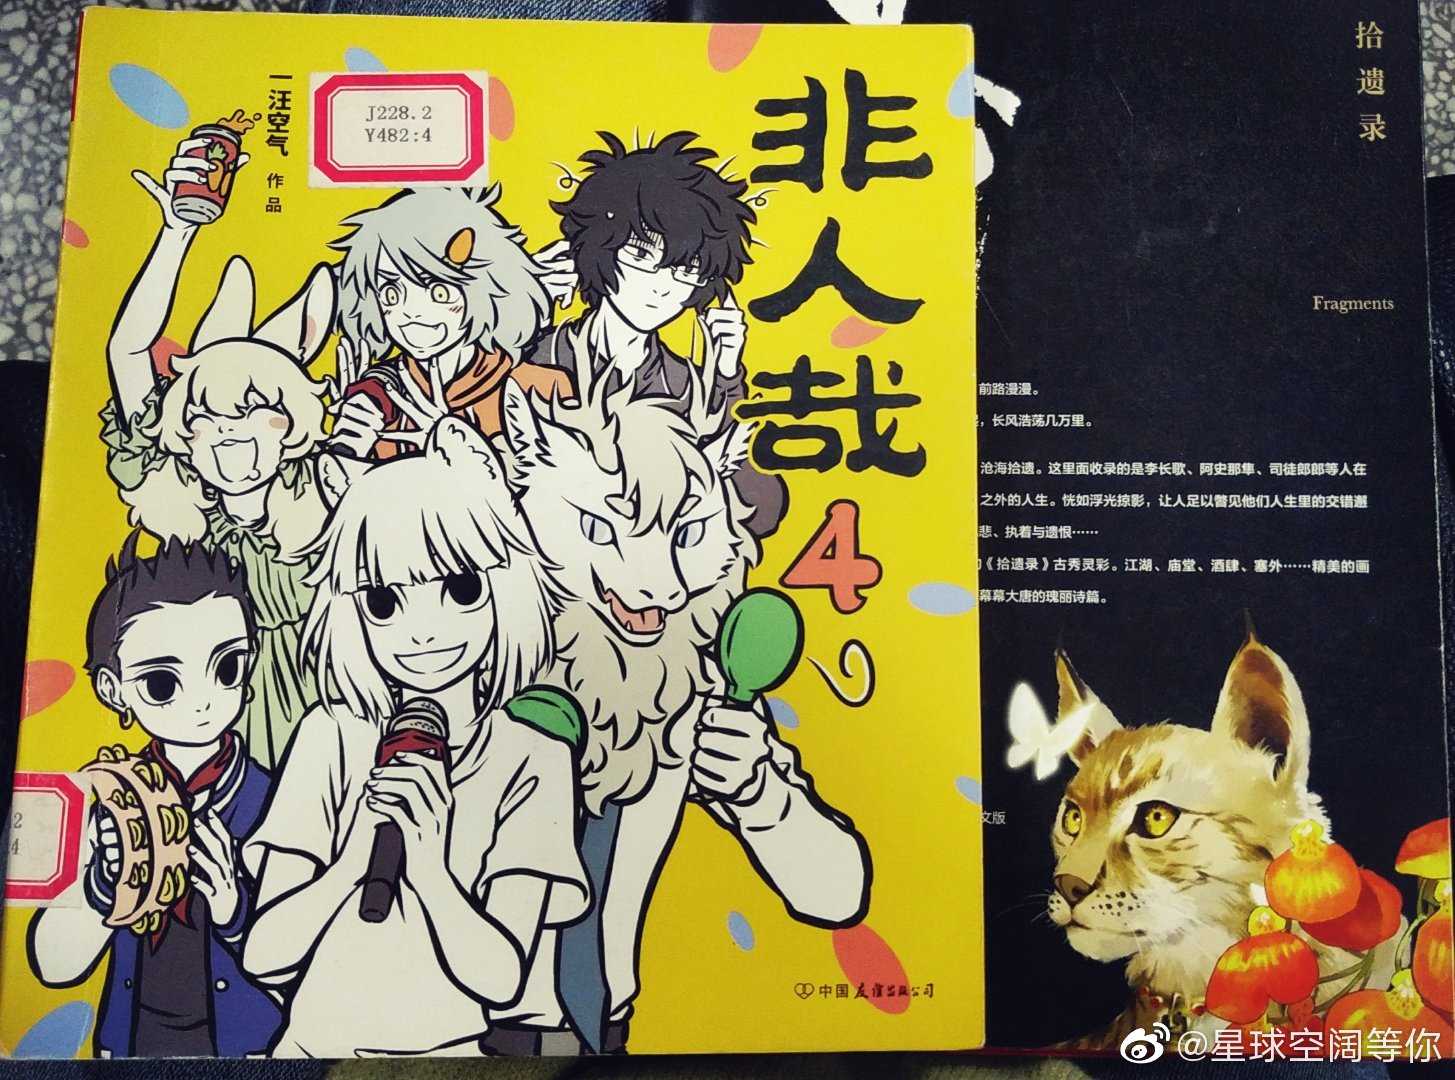 一汪空气 作品
J228.2
Y482:4
非人哉
4
2
4
中国友谊出版公司
拾遗录
Fragments
前路漫漫。
，长风浩荡几万里。
沧海拾遗。这里面收录的是李长歌、阿史那隼、司徒郎郎等人在
之外的人生。恍如浮光掠影，让人足以瞥见他们人生里的交错邂
悲、执着与遗恨……
《拾遗录》古秀灵彩。江湖、庙堂、酒肆、塞外……精美的画
幕幕大唐的瑰丽诗篇。
文版
@星球空阔等你